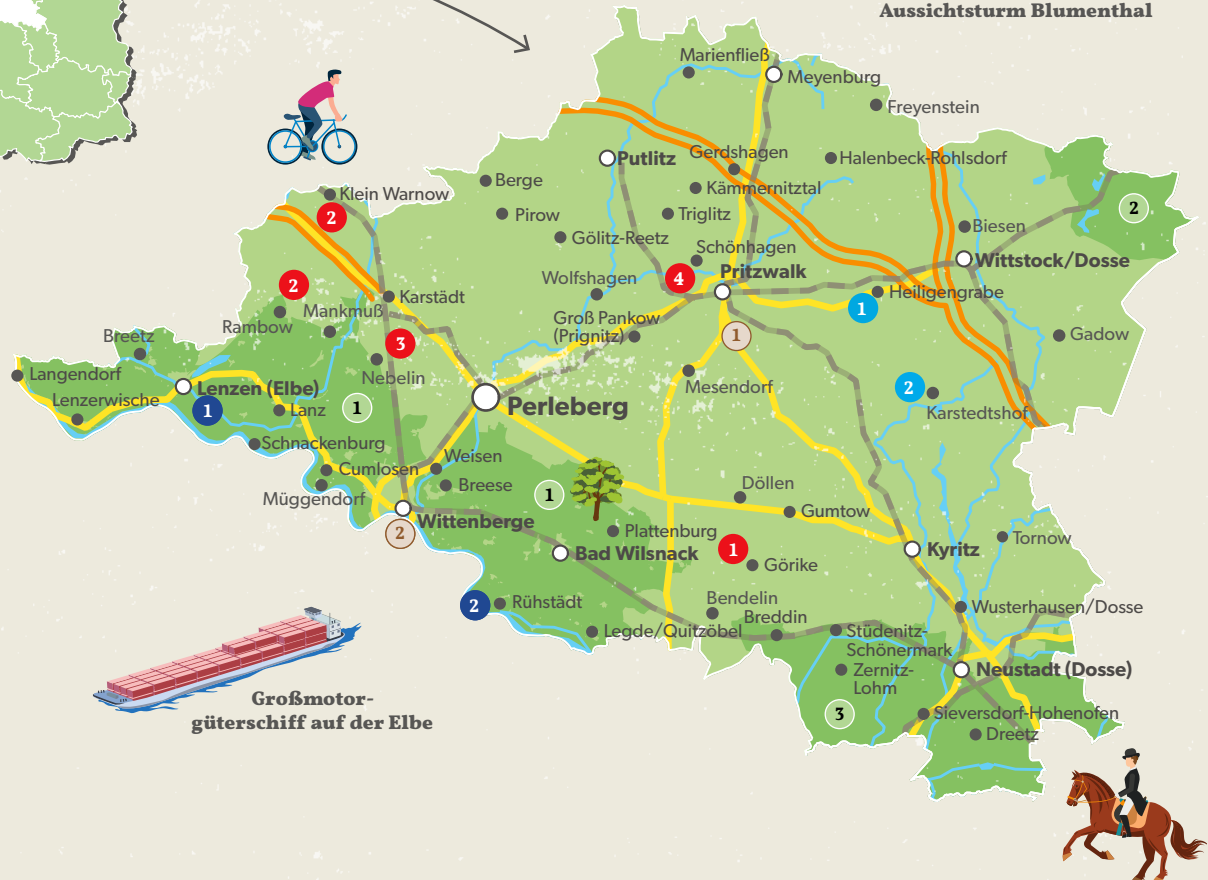 Aussichtsturm Blumenthal
Marienfließ
Meyenburg
Freyenstein
Putlitz
Gerdshagen
Halenbeck-Rohlsdorf
Berge
Kämmernitztal
Klein Warnow
2
2
Pirow
Triglitz
Biesen
Gölitz-Reetz
Schönhagen
Wittstock/Dosse
Pritzwalk
4
2
Wolfshagen
Heiligengrabe
Karstädt
1
Mankmuß
Rambow
Groß Pankow
(Prignitz)
1
Gadow
Breetz
3
Langendorf
Nebelin
Lenzen (Elbe)
Mesendorf
2
Karstedtshof
Lenzerwische
1
Lanz
1
Perleberg
Schnackenburg
Weisen
Cumlosen
Breese
1
Döllen
Müggendorf
Gumtow
Wittenberge
2
Plattenburg
Tornow
Bad Wilsnack
1
Kyritz
Görike
2
Rühstädt
Bendelin
Wusterhausen/Dosse
Breddin
Legde/Quitzöbel
Stüdenitz-
Schönermark
Zernitz-
Lohm
Neustadt (Dosse)
3
Sieversdorf-Hohenofen
Dreetz
Großmotor-
güterschiff auf der Elbe